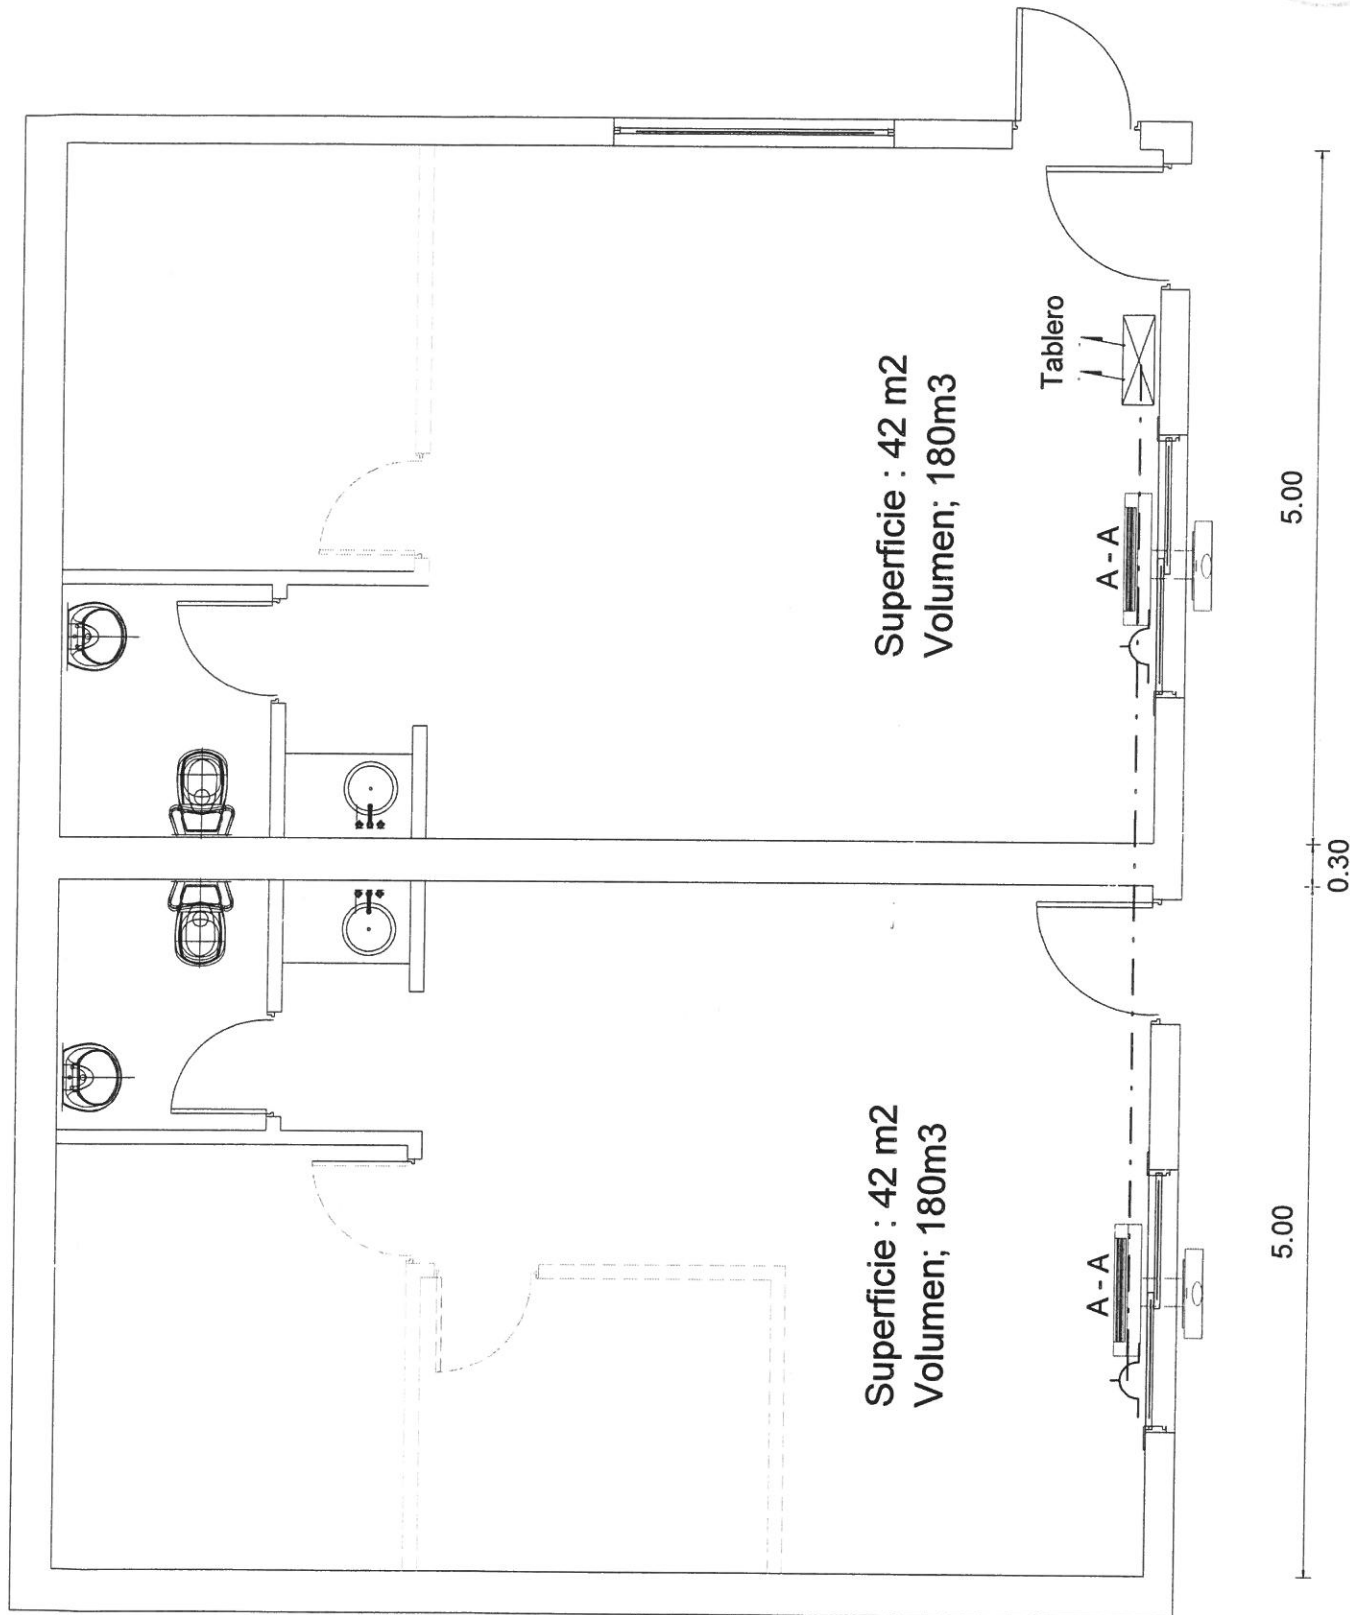 Superficie : 42 m2
Volumen; 180m3
A - A
5.00
0.30
Superficie : 42 m2
Volumen; 180m3
A - A
Tablero
5.00